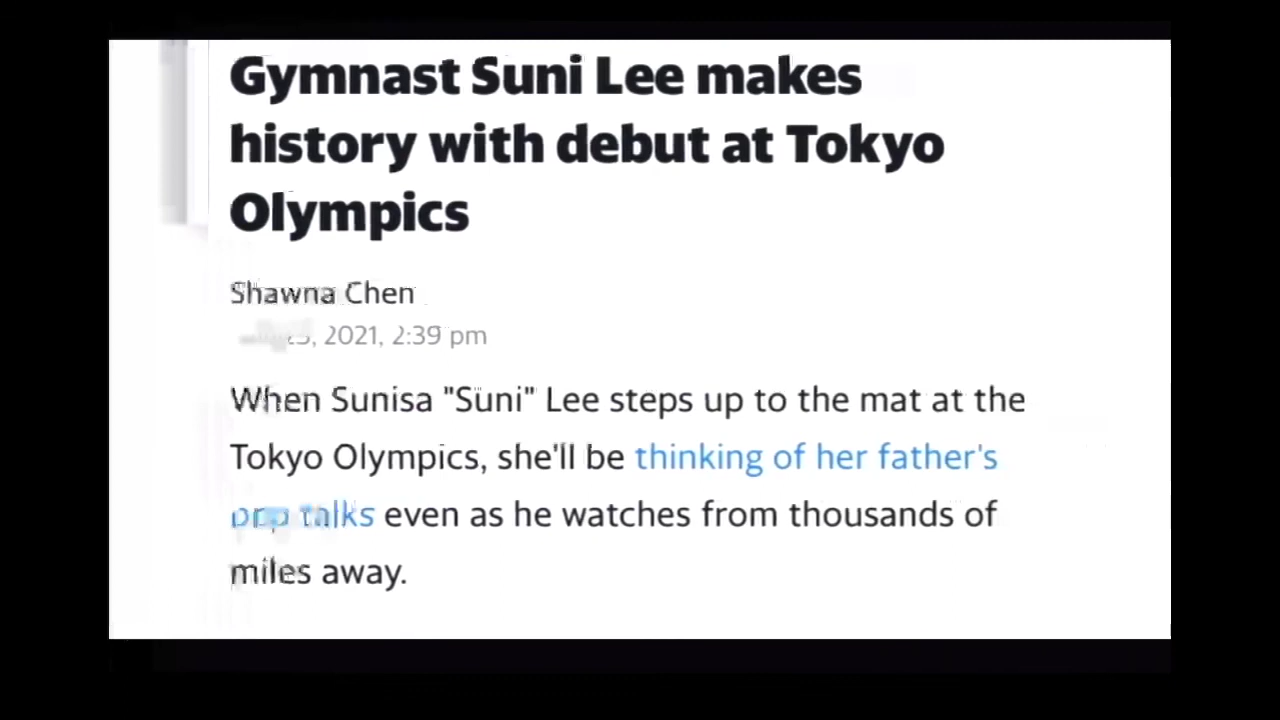 Gymnast Suni Lee makes
history with debut at Tokyo
Olympics
Shawna Chen
2021, 2:39 pm
When Sunisa "Suni" Lee steps up to the mat at the
Tokyo Olympics, she'll be thinking of her father's
pep talks even as he watches from thousands of
miles away.